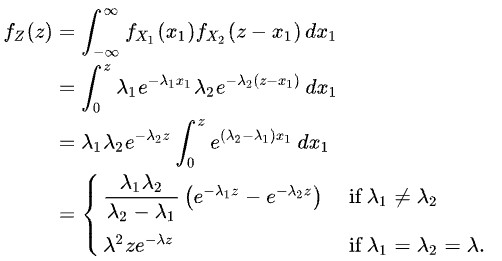 f_Z(z) = ∫_{-∞}^{∞} f_{X_1}(x_1) f_{X_2}(z − x_1) dx_1
= ∫_0^z λ_1 e^{−λ_1 x_1} λ_2 e^{−λ_2(z−x_1)} dx_1
= λ_1 λ_2 e^{−λ_2 z} ∫_0^z e^{(λ_2−λ_1)x_1} dx_1
= { \frac{λ_1 λ_2}{λ_2 − λ_1} (e^{−λ_1 z} − e^{−λ_2 z}) if λ_1 ≠ λ_2
λ^2 z e^{−λz} if λ_1 = λ_2 = λ.